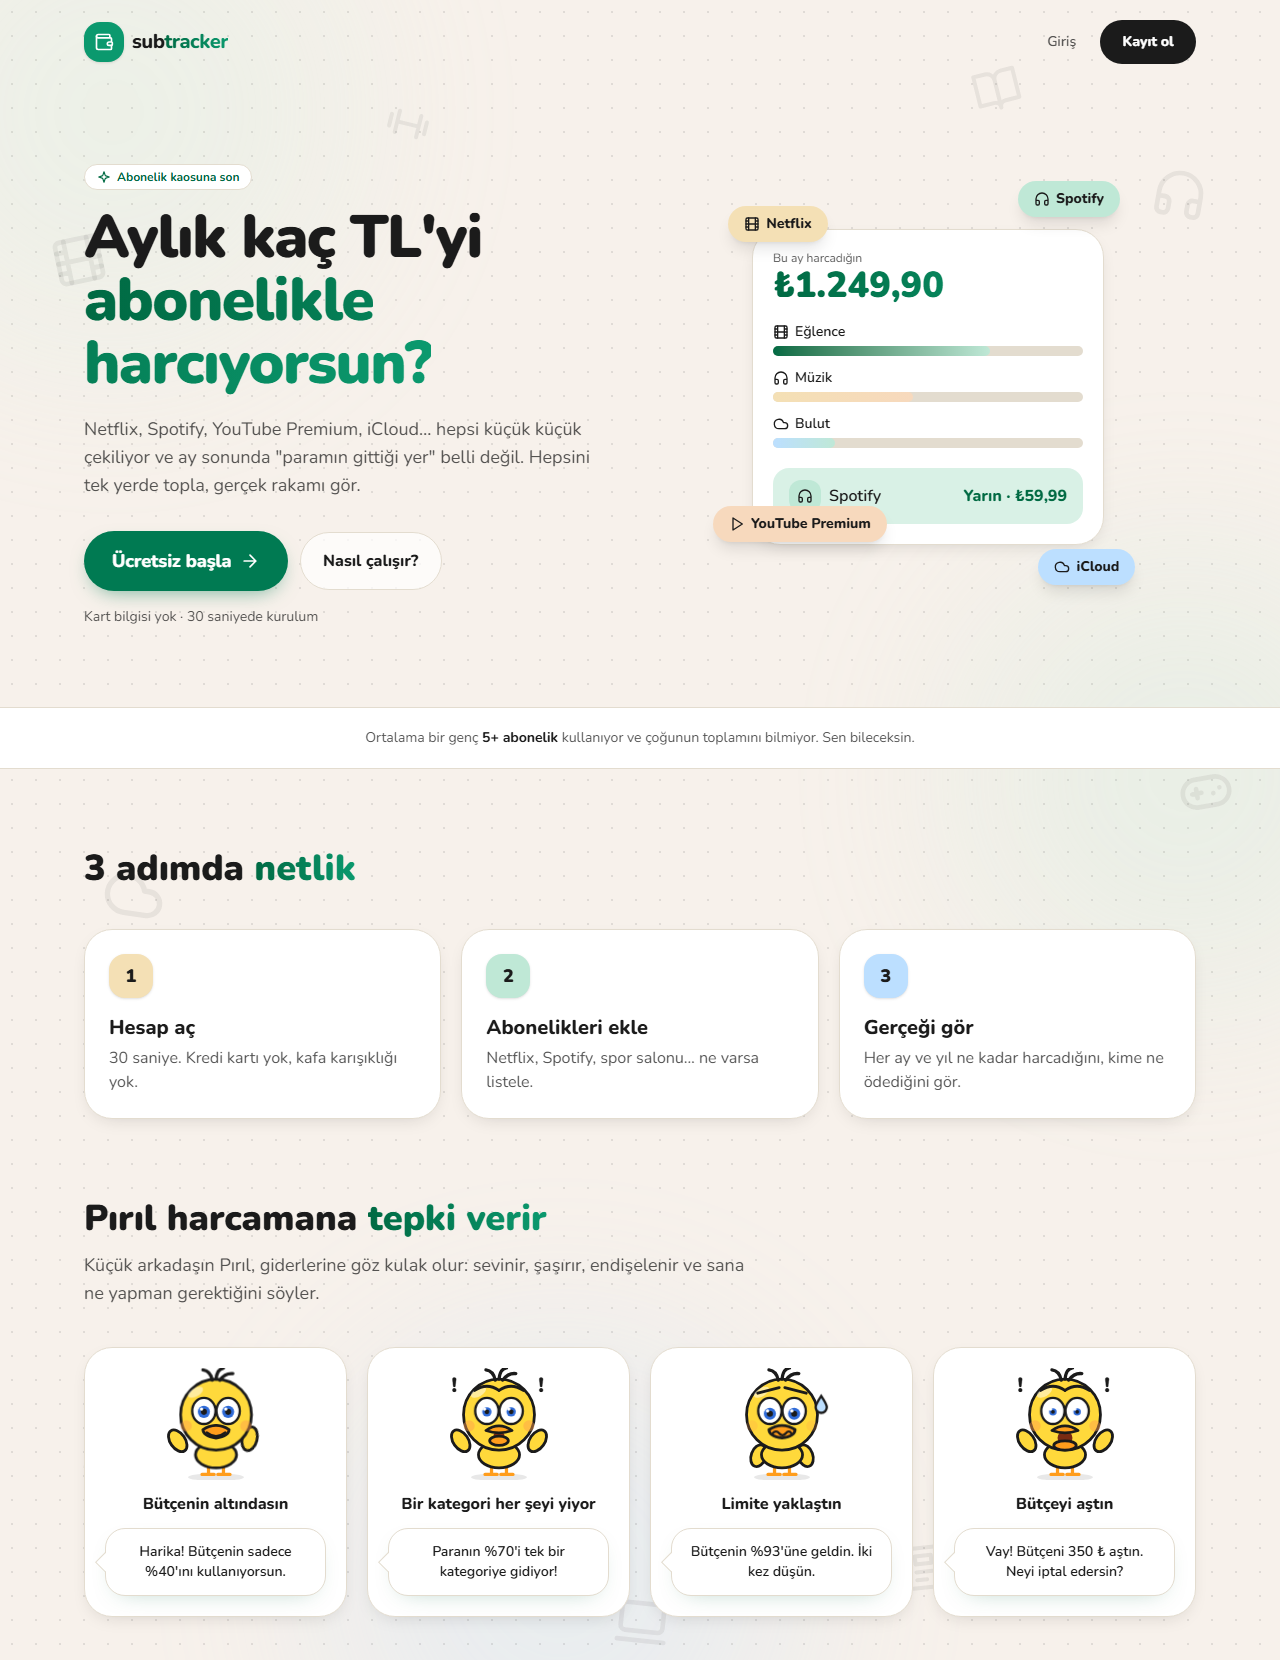 subtracker
Giriş
Kayıt ol
Abonelik kaosuna son
Aylık kaç TL'yi
abonelikle
harcıyorsun?
Netflix, Spotify, YouTube Premium, iCloud... hepsi küçük küçük
çekiliyor ve ay sonunda "paramın gittiği yer" belli değil. Hepsini
tek yerde topla, gerçek rakamı gör.
Ücretsiz başla
Nasıl çalışır?
Kart bilgisi yok · 30 saniyede kurulum
Netflix
Spotify
Bu ay harcadığın
₺1.249,90
Eğlence
Müzik
Bulut
Spotify
Yarın · ₺59,99
YouTube Premium
iCloud
Ortalama bir genç 5+ abonelik kullanıyor ve çoğunun toplamını bilmiyor. Sen bileceksin.
3 adımda netlik
1
Hesap aç
30 saniye. Kredi kartı yok, kafa karışıklığı
yok.
2
Abonelikleri ekle
Netflix, Spotify, spor salonu... ne varsa
listele.
3
Gerçeği gör
Her ay ve yıl ne kadar harcadığını, kime ne
ödediğini gör.
Pırıl harcamana tepki verir
Küçük arkadaşın Pırıl, giderlerine göz kulak olur: sevinir, şaşırır, endişelenir ve sana
ne yapman gerektiğini söyler.
Bütçenin altındasın
Harika! Bütçenin sadece
%40'ını kullanıyorsun.
! !
Bir kategori her şeyi yiyor
Paranın %70'i tek bir
kategoriye gidiyor!
Limite yaklaştın
Bütçenin %93'üne geldin. İki
kez düşün.
! !
Bütçeyi aştın
Vay! Bütçeni 350 ₺ aştın.
Neyi iptal edersin?